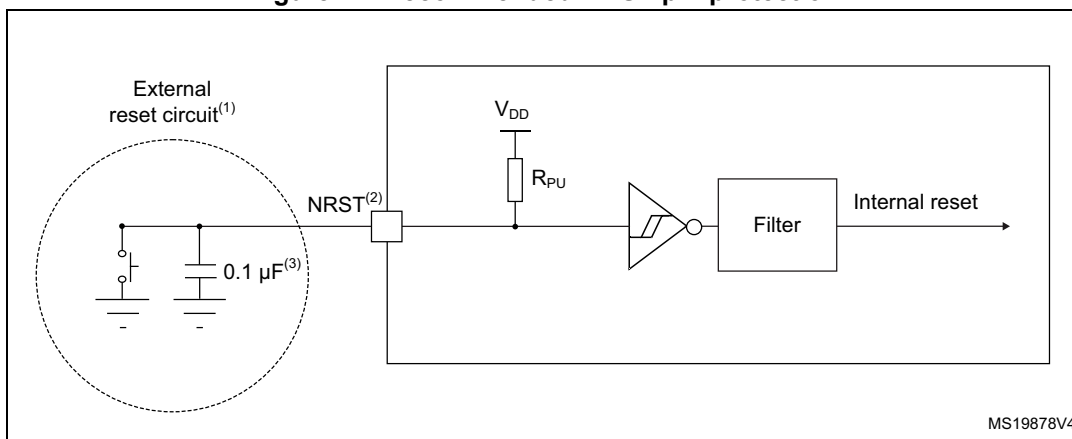 External
reset circuit(1)
VDD
RPU
NRST(2)
0.1 µF(3)
Filter
Internal reset
MS19878V4